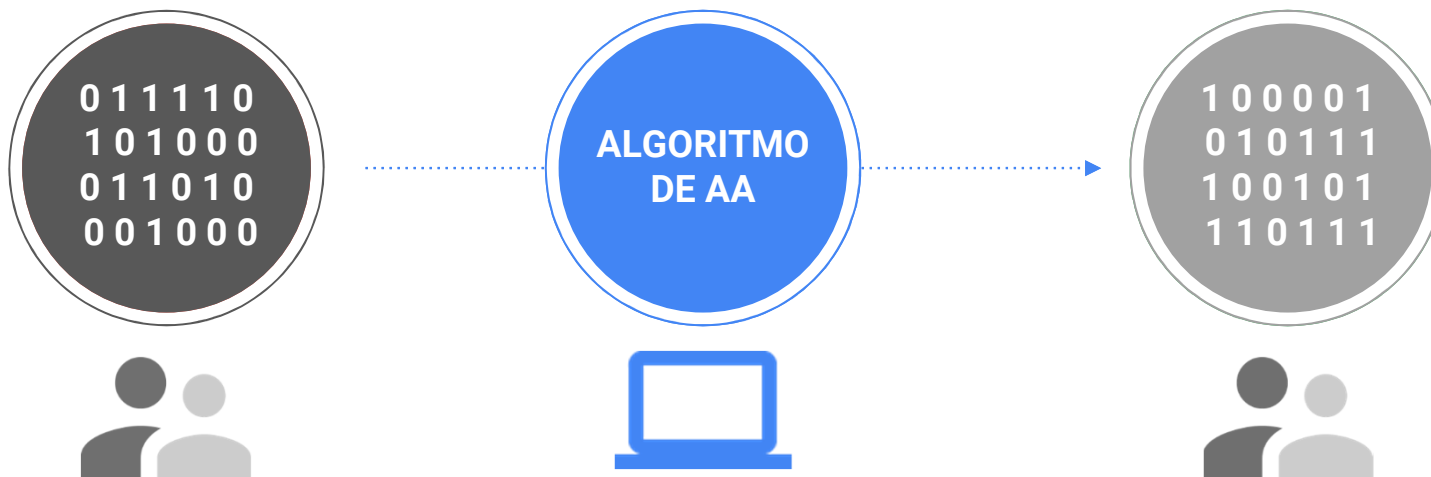 0 1 1 1 1 0
1 0 1 0 0 0
0 1 1 0 1 0
0 0 1 0 0 0
ALGORITMO
DE AA
1 0 0 0 0 1
0 1 0 1 1 1
1 0 0 1 0 1
1 1 0 1 1 1